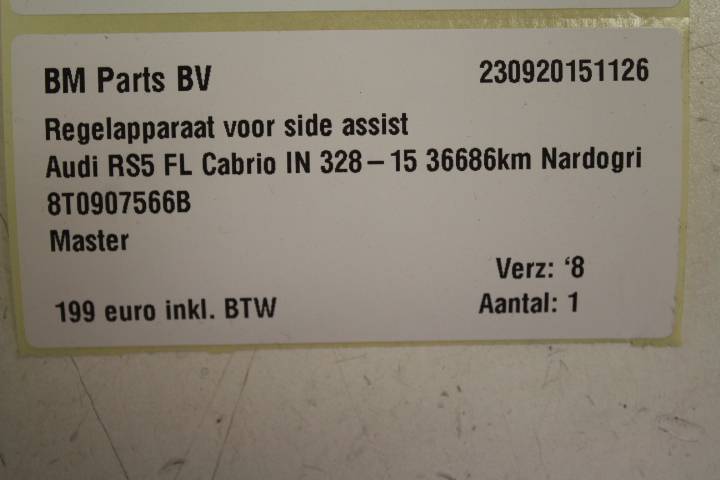 BM Parts BV 230920151126
Regelapparaat voor side assist
Audi RS5 FL Cabrio IN 328-15 36686km Nardogri
8T0907566B
Master
Verz: '8
199 euro inkl. BTW Aantal: 1